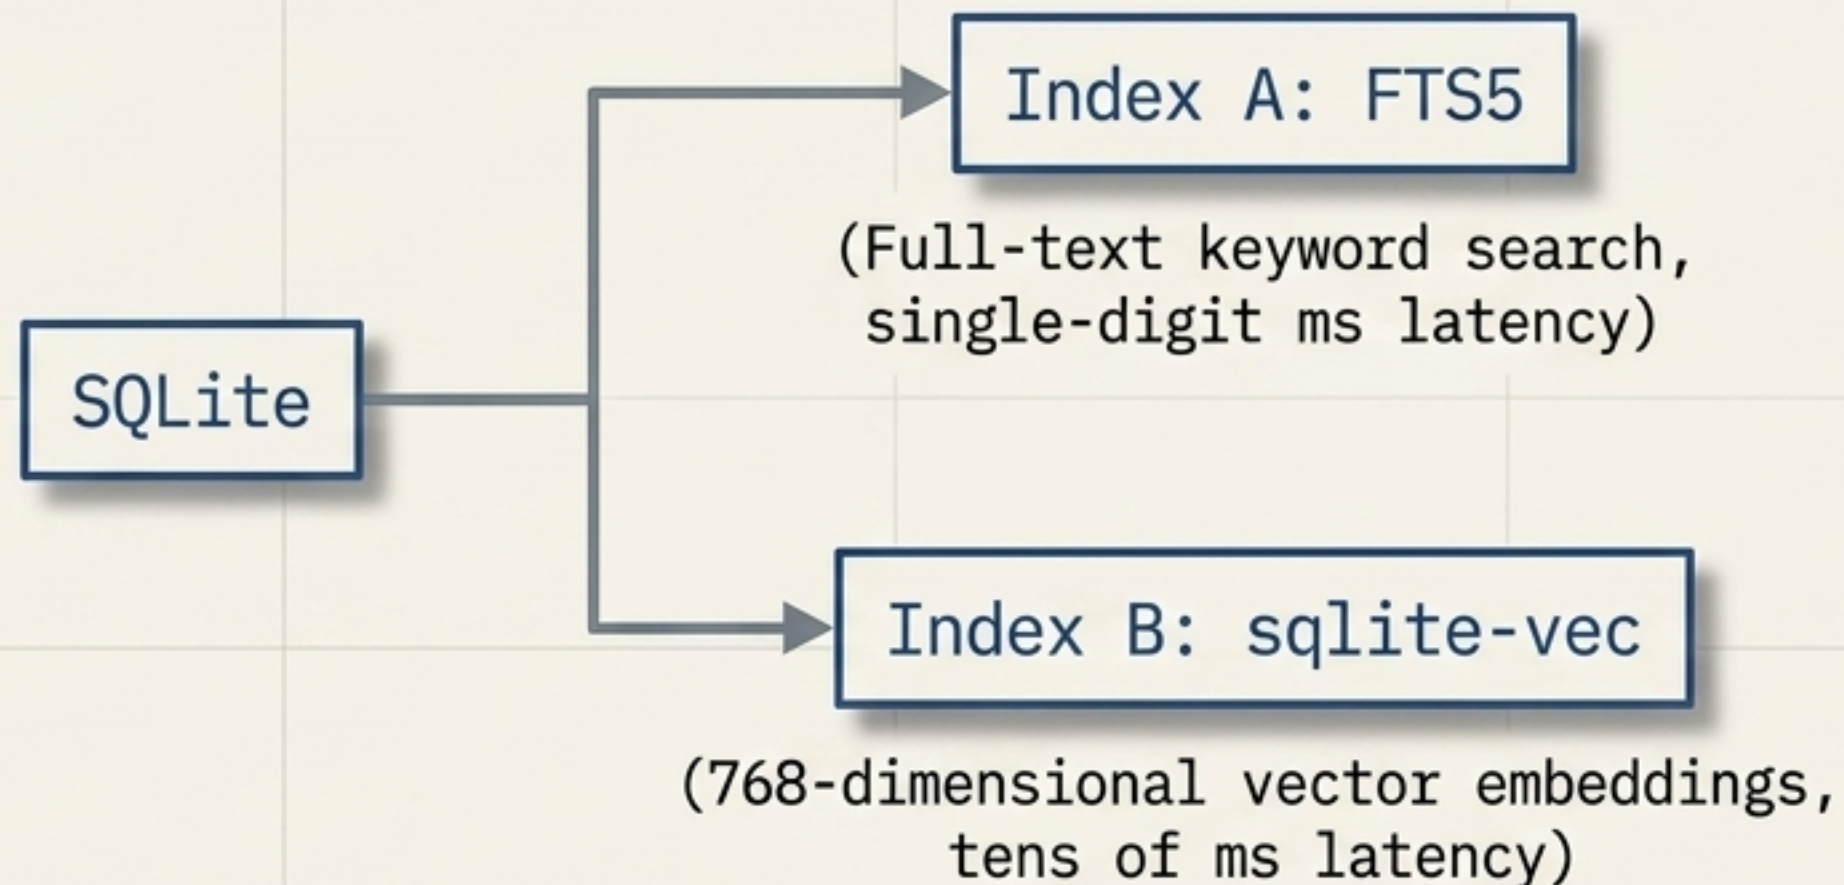 Index A: FTS5
(Full-text keyword search,
single-digit ms latency)
SQLite
Index B: sqlite-vec
(768-dimensional vector embeddings,
tens of ms latency)